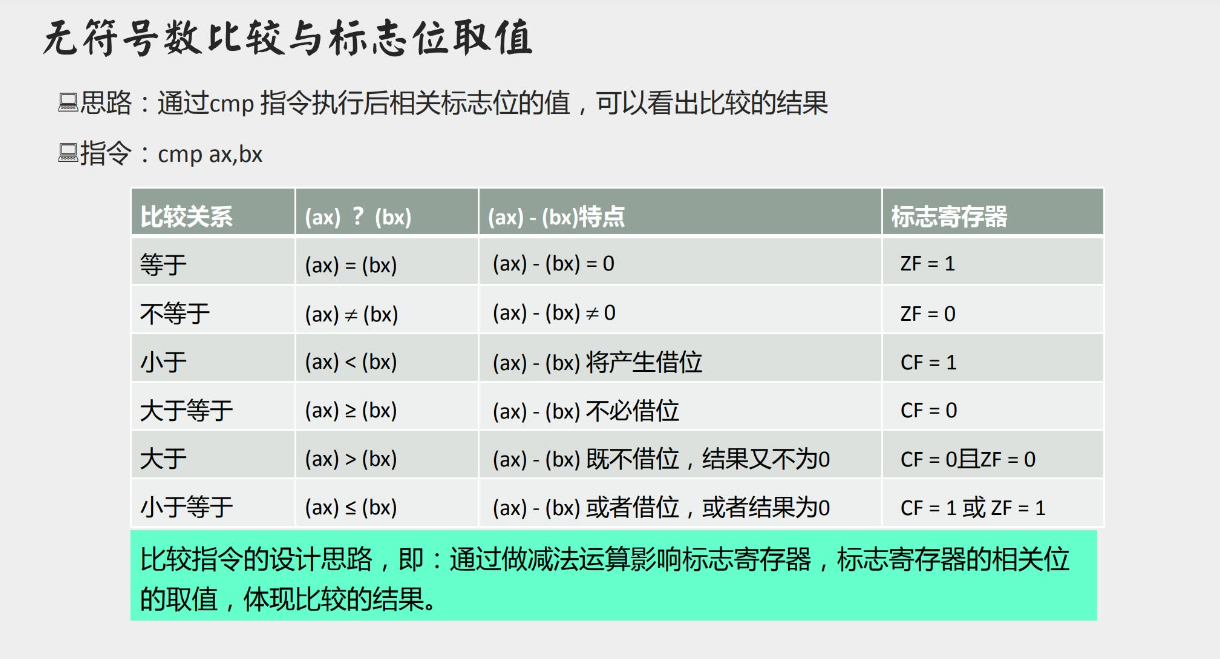 无符号数比较与标志位取值
思路：通过cmp 指令执行后相关标志位的值，可以看出比较的结果
指令：cmp ax,bx
比较关系 (ax) ？ (bx) (ax) - (bx)特点 标志寄存器
等于 (ax) = (bx) (ax) - (bx) = 0 ZF = 1
不等于 (ax) ≠ (bx) (ax) - (bx) ≠ 0 ZF = 0
小于 (ax) < (bx) (ax) - (bx) 将产生借位 CF = 1
大于等于 (ax) ≥ (bx) (ax) - (bx) 不必借位 CF = 0
大于 (ax) > (bx) (ax) - (bx) 既不借位，结果又不为0 CF = 0且ZF = 0
小于等于 (ax) ≤ (bx) (ax) - (bx) 或者借位，或者结果为0 CF = 1 或 ZF = 1
比较指令的设计思路，即：通过做减法运算影响标志寄存器，标志寄存器的相关位
的取值，体现比较的结果。